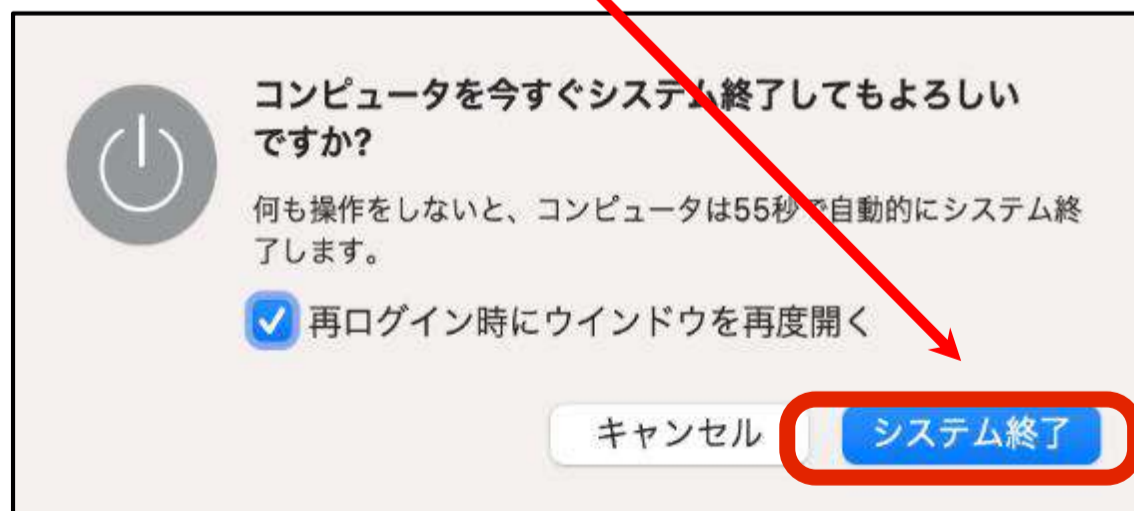 コンピュータを今すぐシステム終了してもよろしい
ですか?
何も操作をしないと、コンピュータは55秒で自動的にシステム終
了します。
再ログイン時にウインドウを再度開く
キャンセル
システム終了